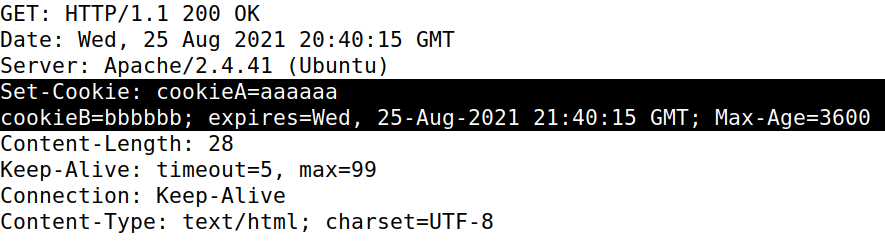 GET: HTTP/1.1 200 OK
Date: Wed, 25 Aug 2021 20:40:15 GMT
Server: Apache/2.4.41 (Ubuntu)
Set-Cookie: cookieA=aaaaaa
cookieB=bbbbbb; expires=Wed, 25-Aug-2021 21:40:15 GMT; Max-Age=3600
Content-Length: 28
Keep-Alive: timeout=5, max=99
Connection: Keep-Alive
Content-Type: text/html; charset=UTF-8